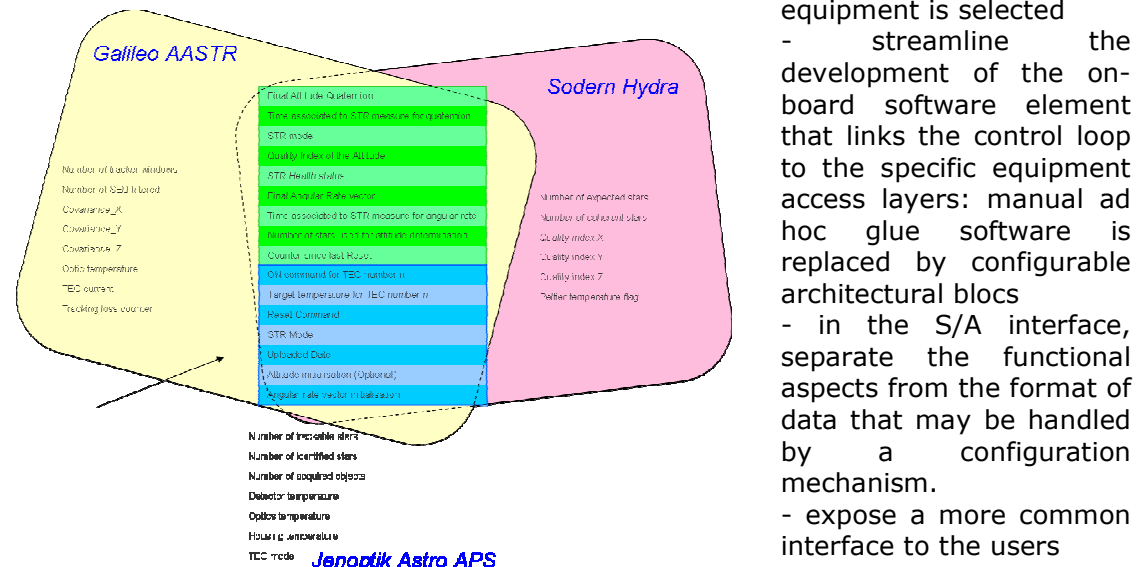 Galileo AASTR
Sodern Hydra
Final Attitude Quaternion
Time associated to STR measure for quaternion
STR mode
Quality Index of the Attitude
STR Health status
Final Angular Rate vector
Time associated to STR measure for angular rate
Number of stars used for attitude determination
Counter since last Reset
ON command for TEC number n
Target temperature for TEC number n
Reset Command
STR Mode
Uploaded Date
Attitude initialisation (Optional)
Angular rate vector initialisation
Number of tracker windows
Number of SEU filtered
Covariance_X
Covariance_Y
Covariance_Z
Optic temperature
TEC current
Tracking loss counter
Number of expected stars
Number of coherent stars
Quality index X
Quality index Y
Quality index Z
Peltier temperature flag
Number of trackable stars
Number of identified stars
Number of acquired objects
Detector temperature
Optics temperature
Housing temperature
TEC mode
Jenoptik Astro APS
equipment is selected
- streamline the
development of the on-
board software element
that links the control loop
to the specific equipment
access layers: manual ad
hoc glue software is
replaced by configurable
architectural blocs
- in the S/A interface,
separate the functional
aspects from the format of
data that may be handled
by a configuration
mechanism.
- expose a more common
interface to the users